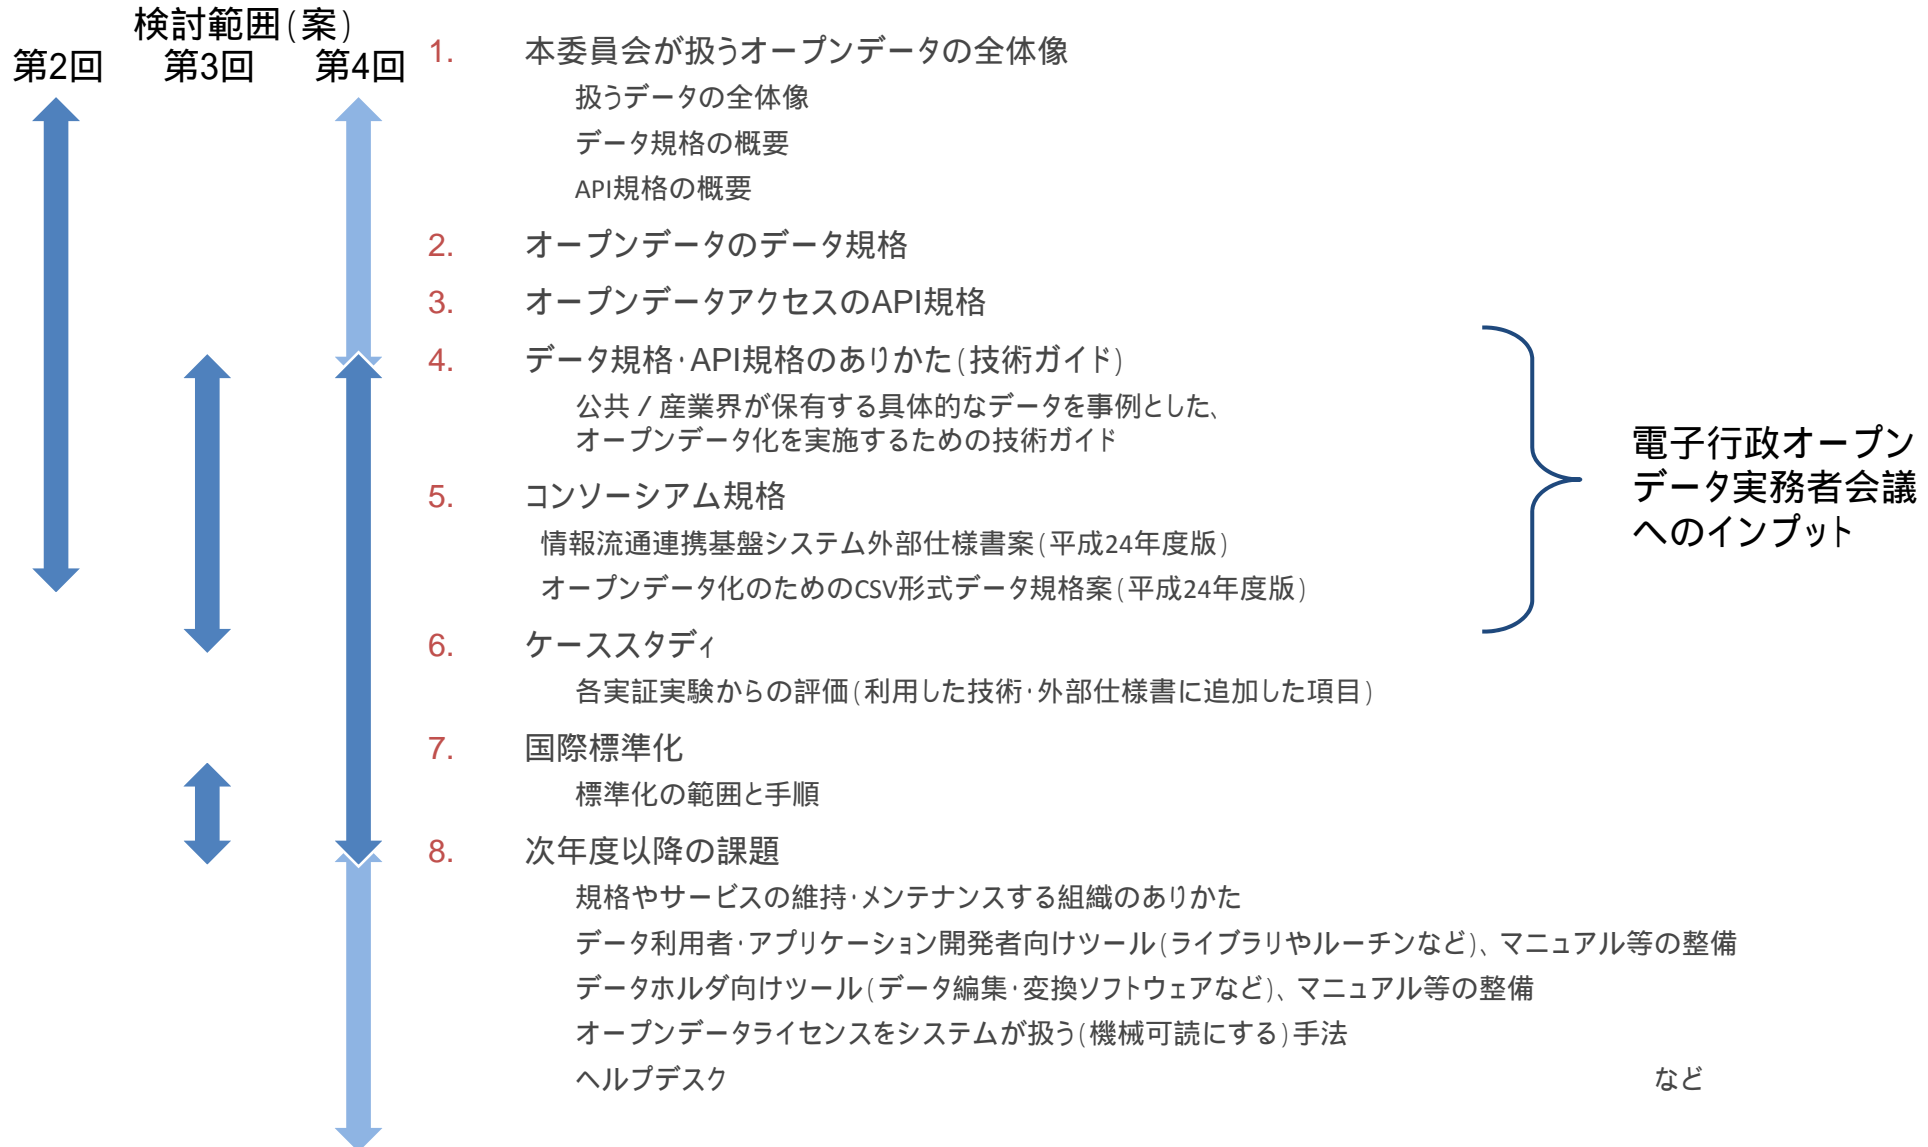 検討範囲(案)
第2回 第3回 第4回
1. 本委員会が扱うオープンデータの全体像
扱うデータの全体像
データ規格の概要
API規格の概要
2. オープンデータのデータ規格
3. オープンデータアクセスのAPI規格
4. データ規格・API規格のありかた(技術ガイド)
公共/産業界が保有する具体的なデータを事例とした、
オープンデータ化を実施するための技術ガイド
5. コンソーシアム規格
情報流通連携基盤システム外部仕様書案(平成24年度版)
オープンデータ化のためのCSV形式データ規格案(平成24年度版)
6. ケーススタディ
各実証実験からの評価(利用した技術・外部仕様書に追加した項目)
7. 国際標準化
標準化の範囲と手順
8. 次年度以降の課題
規格やサービスの維持・メンテナンスする組織のありかた
データ利用者・アプリケーション開発者向けツール(ライブラリやルーチンなど)、マニュアル等の整備
データホルダ向けツール(データ編集・変換ソフトウェアなど)、マニュアル等の整備
オープンデータライセンスをシステムが扱う(機械可読にする)手法
ヘルプデスク など
電子行政オープン
データ実務者会議
へのインプット